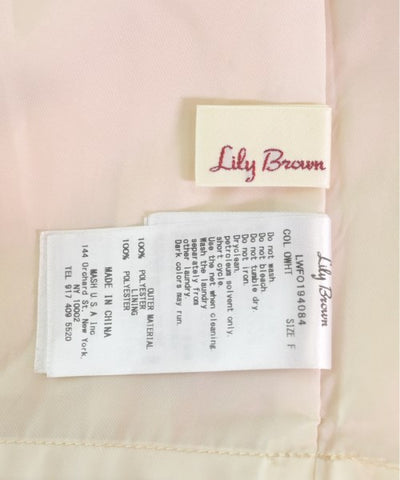 Lily Brown
Lily Brown
LWFO194084
COL OWHT SIZE F
Do not wash.
Do not bleach.
Do not tumble dry.
Do not iron.
Dryclean,
petroleum solvent only.
short cycle.
Use the net when cleaning.
Wash the laundry
separately from
other laundry.
Dark colors may run.
OUTER MATERIAL
100% POLYESTER
LINING
100% POLYESTER
MADE IN CHINA
MASH U.S.A Inc
144 Orchard St, New York,
NY 10002
TEL 917 409 5520